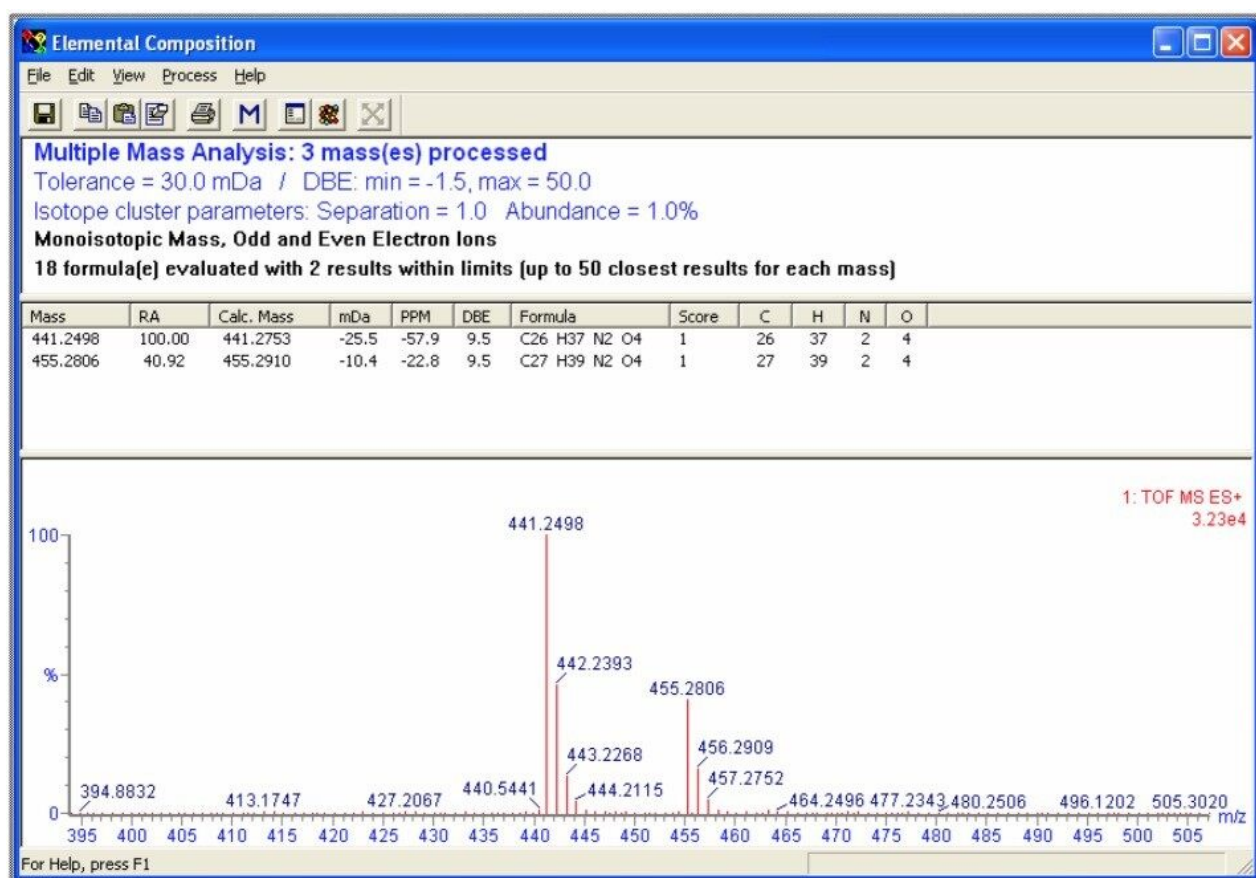 Elemental Composition
File Edit View Process Help
M
Multiple Mass Analysis: 3 mass(es) processed
Tolerance = 30.0 mDa / DBE: min = -1.5, max = 50.0
Isotope cluster parameters: Separation = 1.0 Abundance = 1.0%
Monoisotopic Mass, Odd and Even Electron Ions
18 formula(e) evaluated with 2 results within limits (up to 50 closest results for each mass)
Mass RA Calc. Mass mDa PPM DBE Formula Score C H N O
441.2498 100.00 441.2753 -25.5 -57.9 9.5 C26 H37 N2 O4 1 26 37 2 4
455.2806 40.92 455.2910 -10.4 -22.8 9.5 C27 H39 N2 O4 1 27 39 2 4
1: TOF MS ES+
3.23e4
441.2498
100
442.2393
%
455.2806
456.2909
443.2268
457.2752
394.8832 413.1747 427.2067 440.5441 444.2115 464.2496 477.2343 480.2506 496.1202 505.3020
0
m/z
395 400 405 410 415 420 425 430 435 440 445 450 455 460 465 470 475 480 485 490 495 500 505
For Help, press F1